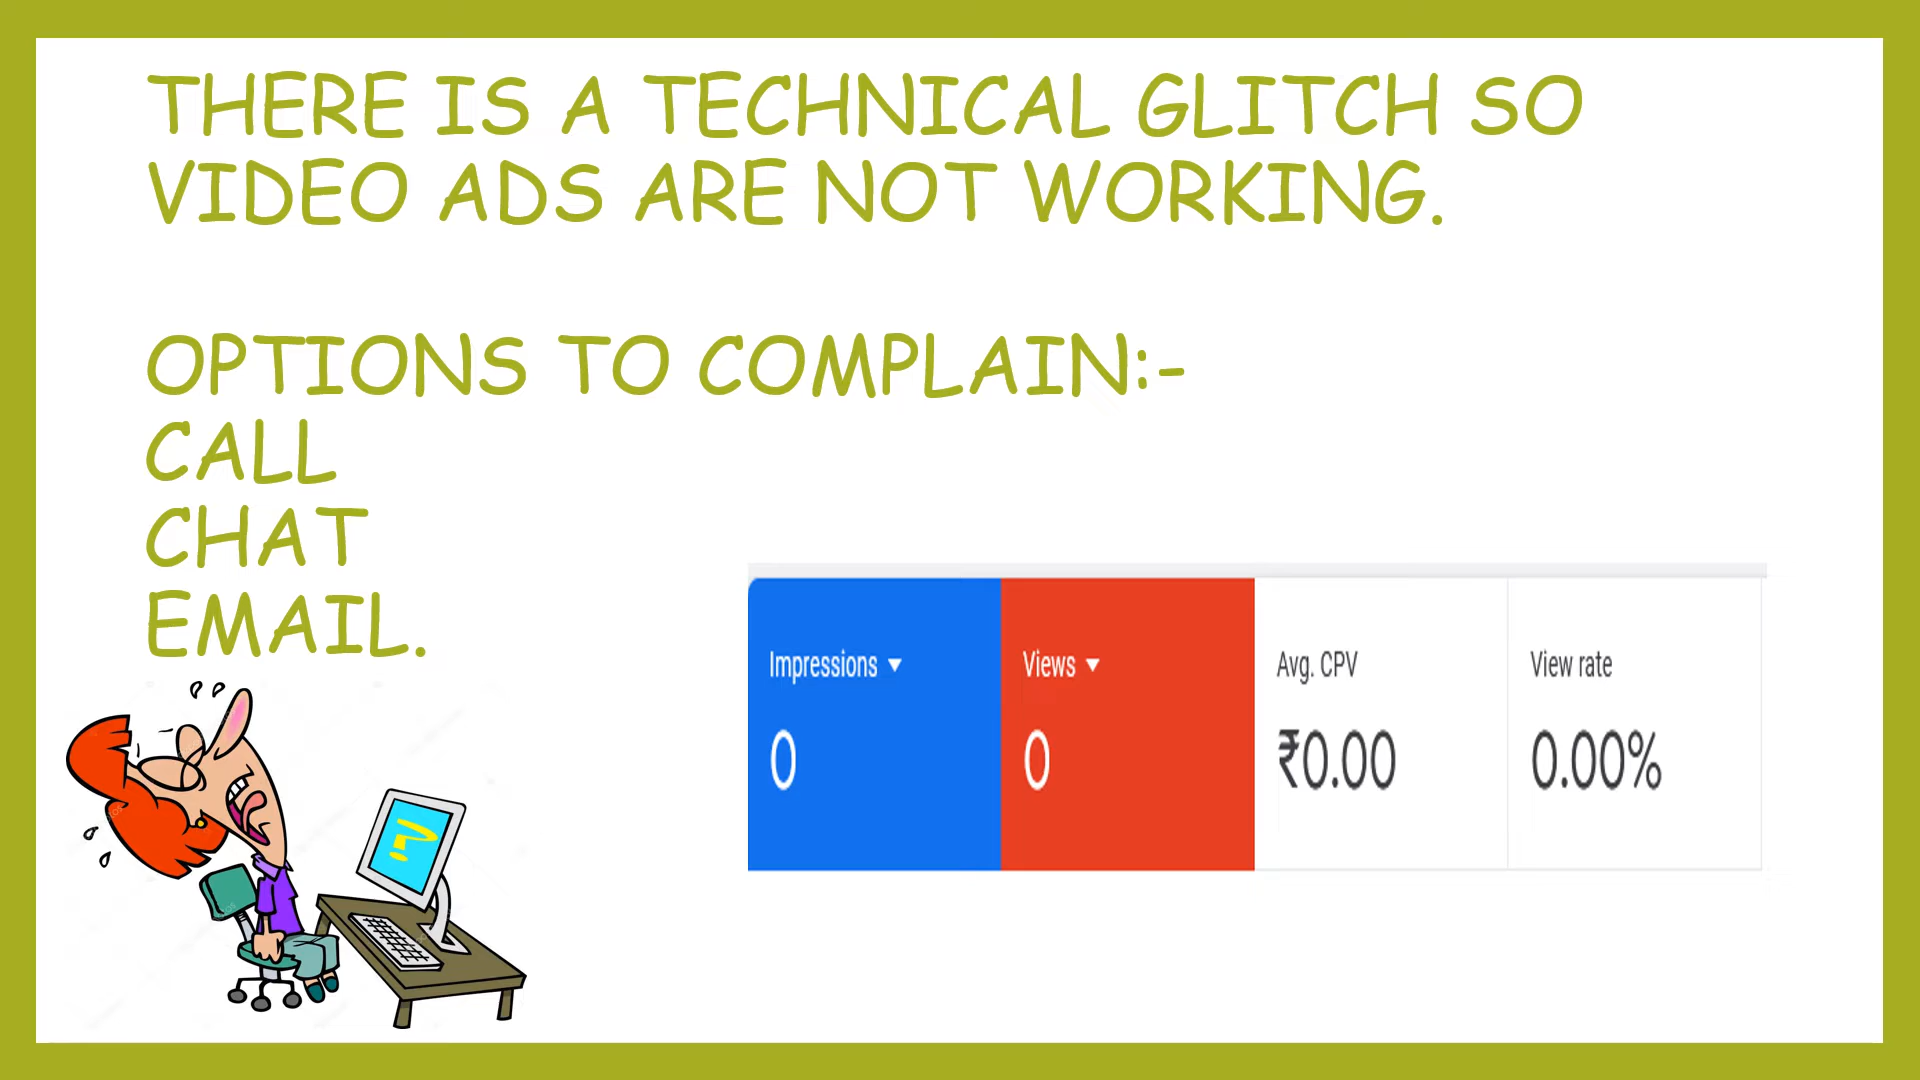 THERE IS A TECHNICAL GLITCH SO
VIDEO ADS ARE NOT WORKING.
OPTIONS TO COMPLAIN:-
CALL
CHAT
EMAIL.
Impressions Views Avg. CPV View rate
0 0 ₹0.00 0.00%
?